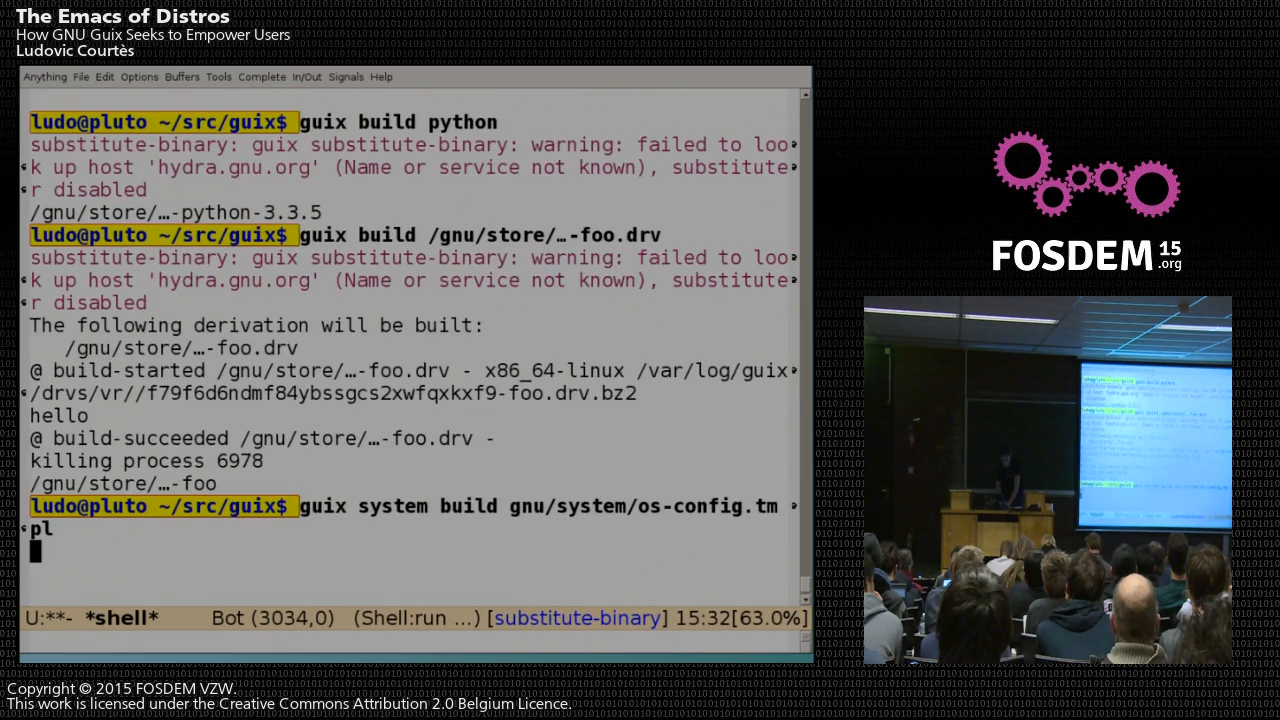 The Emacs of Distros
How GNU Guix Seeks to Empower Users
Ludovic Courtès
Anything File Edit Options Buffers Tools Complete In/Out Signals Help
ludo@pluto ~/src/guix$ guix build python
substitute-binary: guix substitute-binary: warning: failed to loo
k up host 'hydra.gnu.org' (Name or service not known), substitute
r disabled
/gnu/store/…-python-3.3.5
ludo@pluto ~/src/guix$ guix build /gnu/store/…-foo.drv
substitute-binary: guix substitute-binary: warning: failed to loo
k up host 'hydra.gnu.org' (Name or service not known), substitute
r disabled
The following derivation will be built:
/gnu/store/…-foo.drv
@ build-started /gnu/store/…-foo.drv - x86_64-linux /var/log/guix
/drvs/vr//f79f6d6ndmf84ybssgcs2xwfqxkxf9-foo.drv.bz2
hello
@ build-succeeded /gnu/store/…-foo.drv -
killing process 6978
/gnu/store/…-foo
ludo@pluto ~/src/guix$ guix system build gnu/system/os-config.tm
pl
U:**- *shell* Bot (3034,0) (Shell:run ...) [substitute-binary] 15:32[63.0%]
FOSDEM 15
.org
Copyright © 2015 FOSDEM VZW.
This work is licensed under the Creative Commons Attribution 2.0 Belgium Licence.